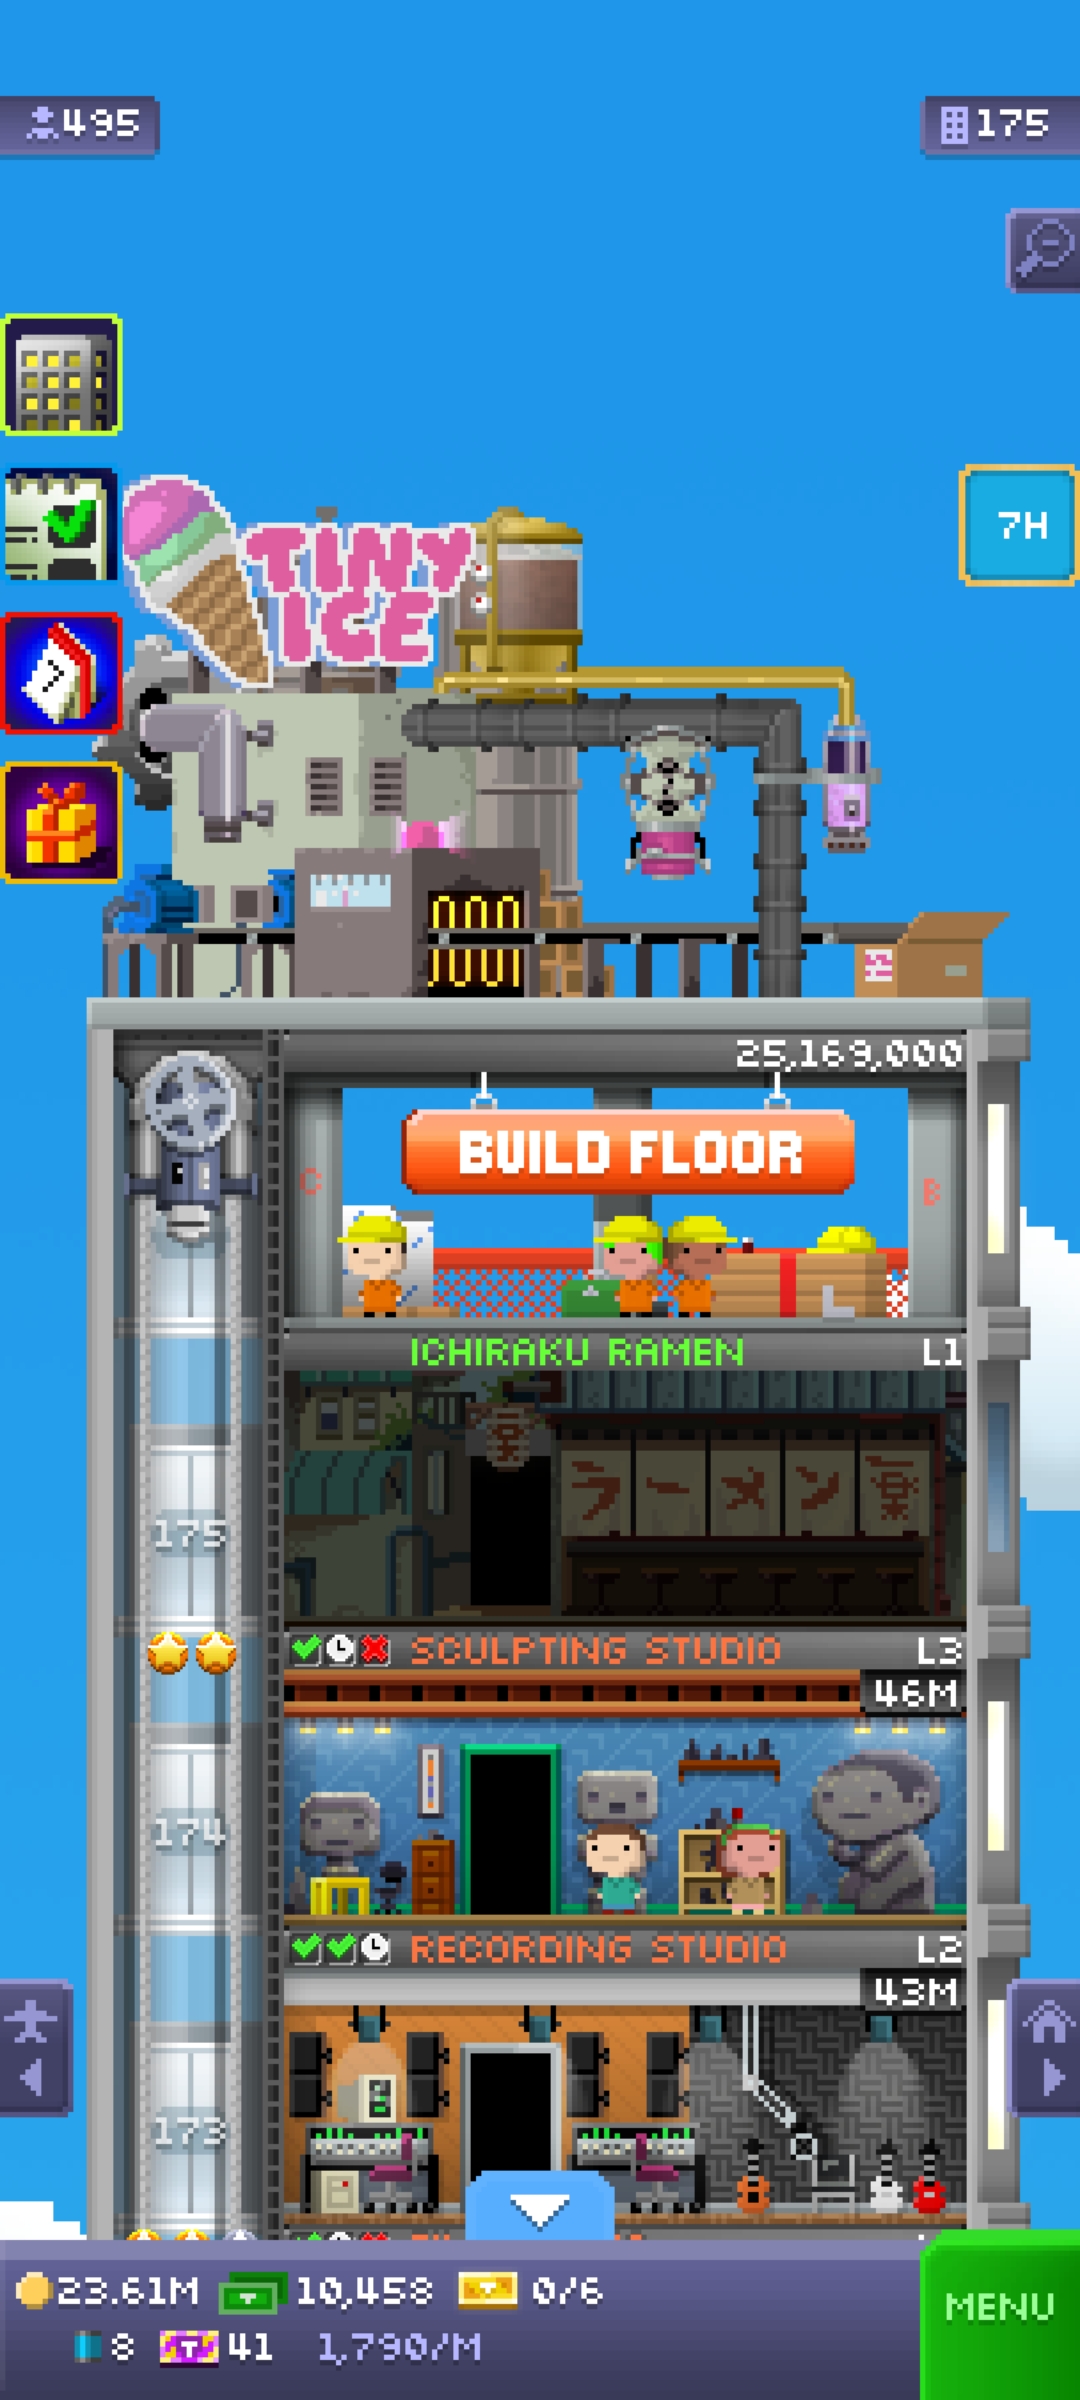 495
175
7H
7
TINY
ICE
25,169,000
BUILD FLOOR
C
B
ICHIRAKU RAMEN L1
ラーメン
175
SCULPTING STUDIO L3
46M
174
RECORDING STUDIO L2
43M
173
23.61M 10,458 0/6
8 T 41 1,790/M
MENU